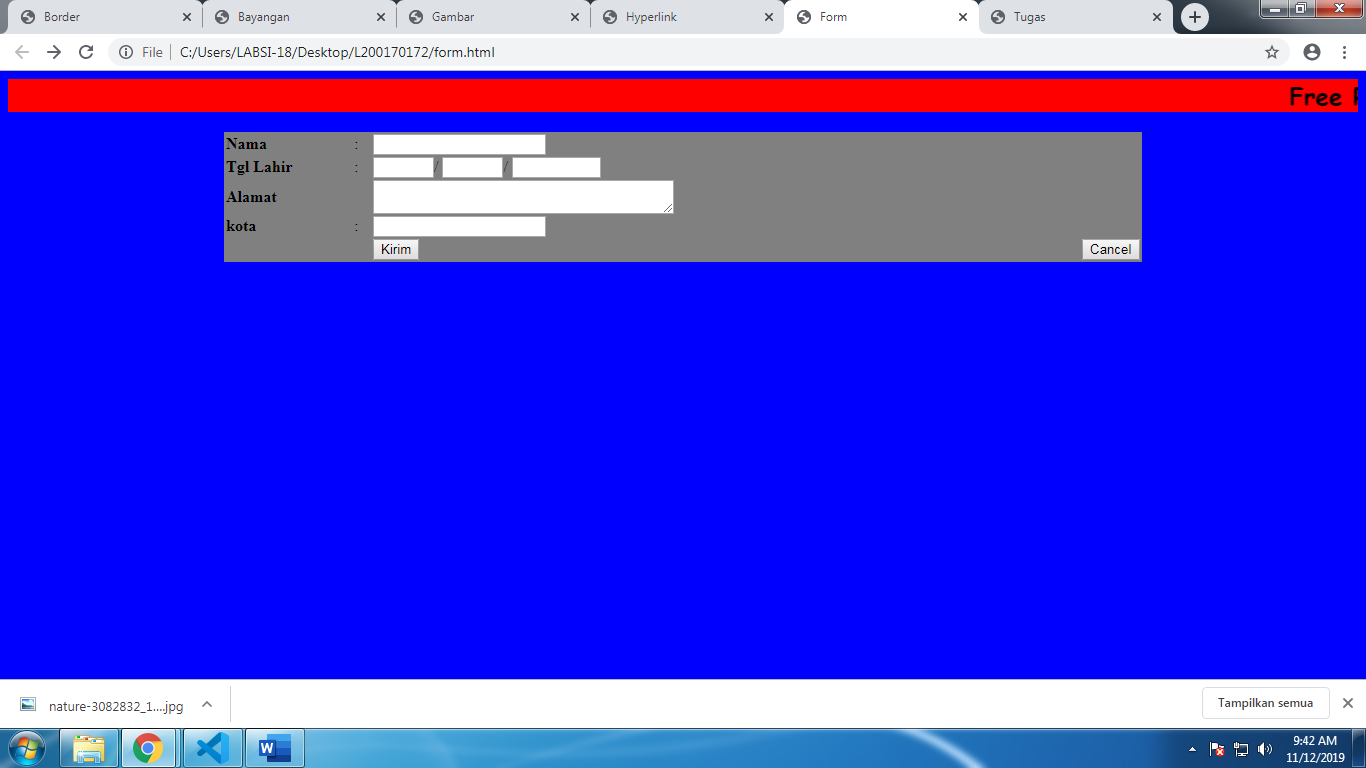 Border Bayangan Gambar Hyperlink Form Tugas
File C:/Users/LABSI-18/Desktop/L200170172/form.html
Free
Nama :
Tgl Lahir : / /
Alamat
kota :
Kirim Cancel
nature-3082832_1....jpg Tampilkan semua
9:42 AM
11/12/2019